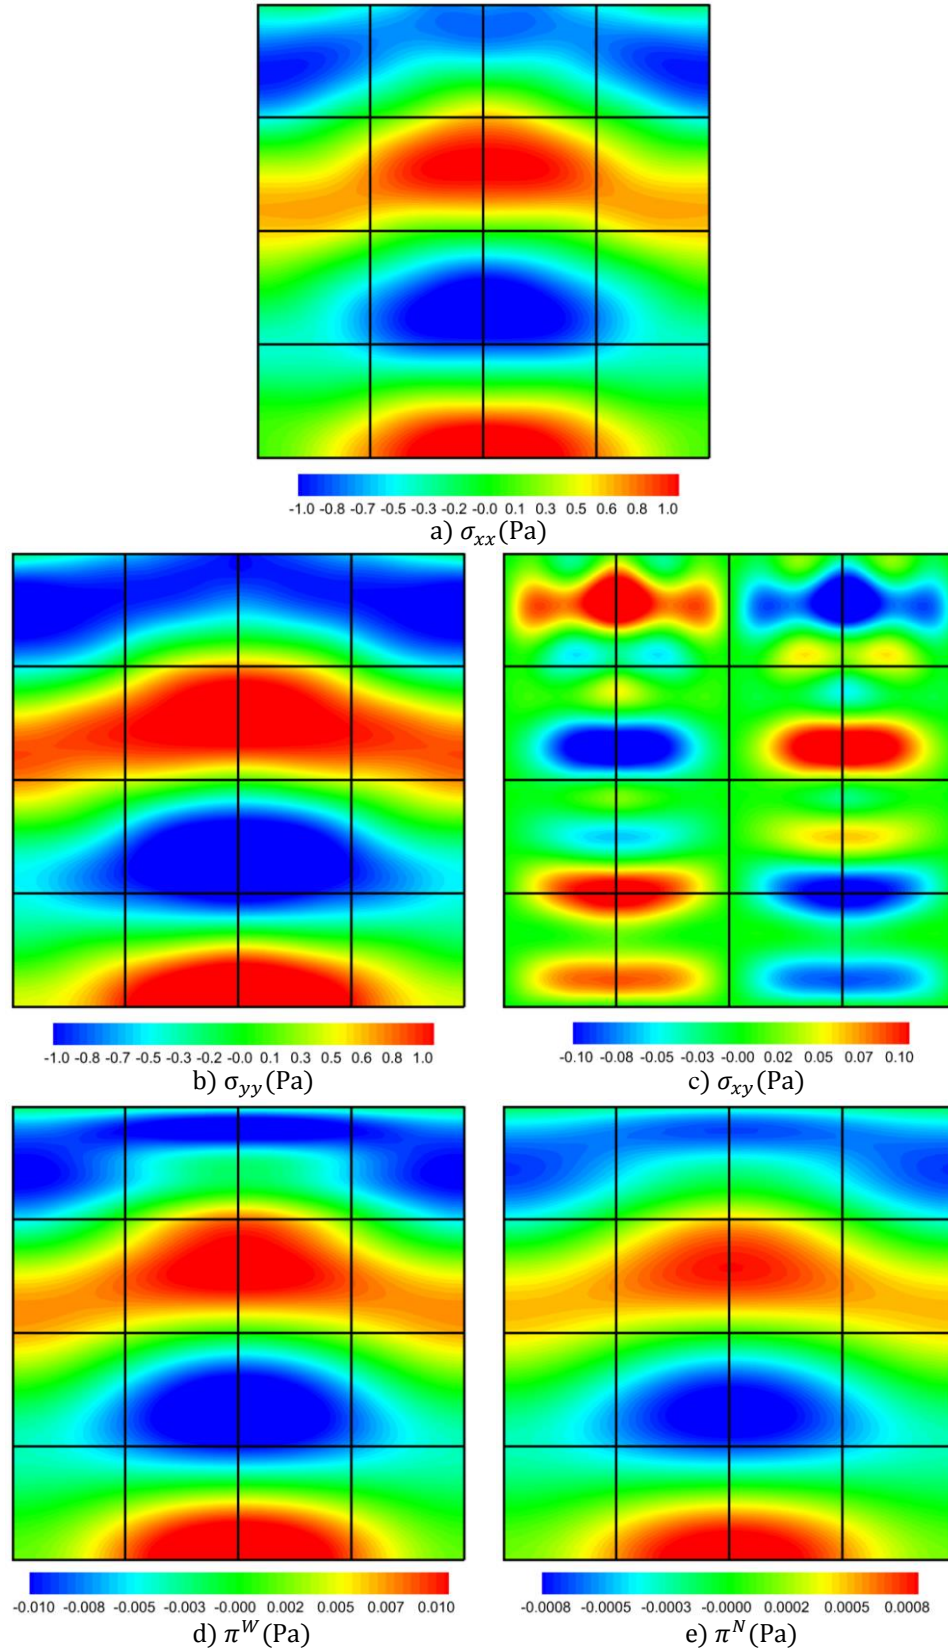 -1.0 -0.8 -0.7 -0.5 -0.3 -0.2 -0.0 0.1 0.3 0.5 0.6 0.8 1.0
a) σxx(Pa)
-1.0 -0.8 -0.7 -0.5 -0.3 -0.2 -0.0 0.1 0.3 0.5 0.6 0.8 1.0
-0.10 -0.08 -0.05 -0.03 -0.00 0.02 0.05 0.07 0.10
b) σyy(Pa) c) σxy(Pa)
-0.010 -0.008 -0.005 -0.003 -0.000 0.002 0.005 0.007 0.010
-0.0008 -0.0005 -0.0003 -0.0000 0.0003 0.0005 0.0008
d) πᵂ(Pa) e) πᴺ(Pa)